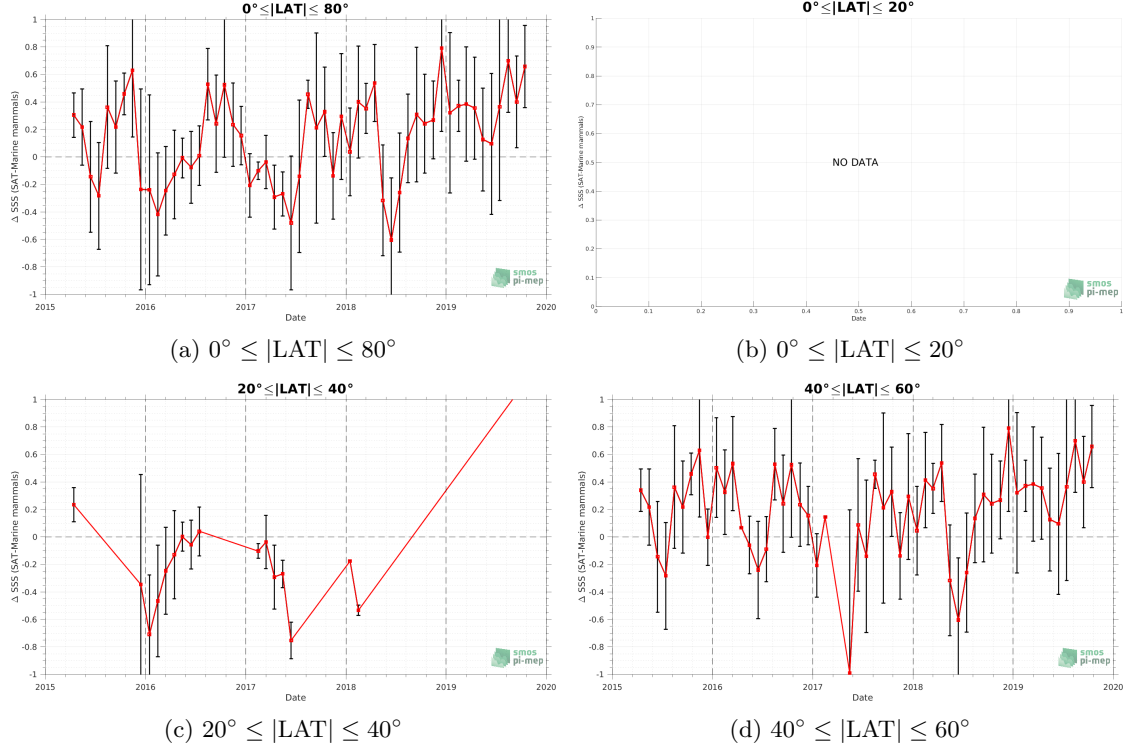 0°≤|LAT|≤ 80°
Δ SSS (SAT-Marine mammals)
1
0.8
0.6
0.4
0.2
0
-0.2
-0.4
-0.6
-0.8
-1
2015 2016 2017 2018 2019 2020
Date
smos
pi-mep
(a) 0° ≤ |LAT| ≤ 80°
0°≤|LAT|≤ 20°
Δ SSS (SAT-Marine mammals)
1
0.9
0.8
0.7
0.6
0.5
0.4
0.3
0.2
0.1
0
NO DATA
0 0.1 0.2 0.3 0.4 0.5 0.6 0.7 0.8 0.9 1
Date
smos
pi-mep
(b) 0° ≤ |LAT| ≤ 20°
20°≤|LAT|≤ 40°
Δ SSS (SAT-Marine mammals)
1
0.8
0.6
0.4
0.2
0
-0.2
-0.4
-0.6
-0.8
-1
2015 2016 2017 2018 2019 2020
Date
smos
pi-mep
(c) 20° ≤ |LAT| ≤ 40°
40°≤|LAT|≤ 60°
Δ SSS (SAT-Marine mammals)
1
0.8
0.6
0.4
0.2
0
-0.2
-0.4
-0.6
-0.8
-1
2015 2016 2017 2018 2019 2020
Date
smos
pi-mep
(d) 40° ≤ |LAT| ≤ 60°